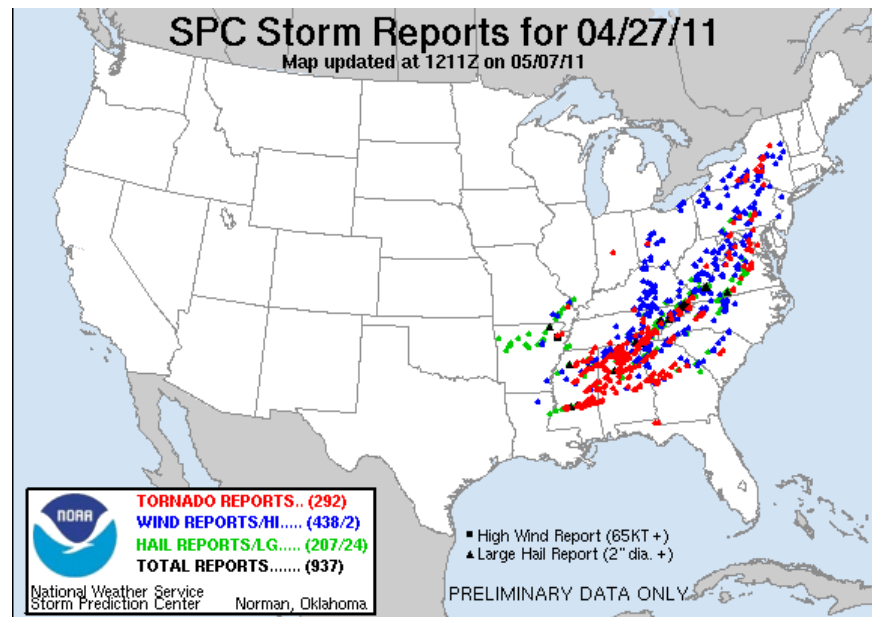 SPC Storm Reports for 04/27/11
Map updated at 1211Z on 05/07/11
TORNADO REPORTS.. (292)
WIND REPORTS/HI..... (438/2)
HAIL REPORTS/LG..... (207/24)
TOTAL REPORTS....... (937)
NOAA
National Weather Service
Storm Prediction Center Norman, Oklahoma
High Wind Report (65KT +)
Large Hail Report (2" dia. +)
PRELIMINARY DATA ONLY